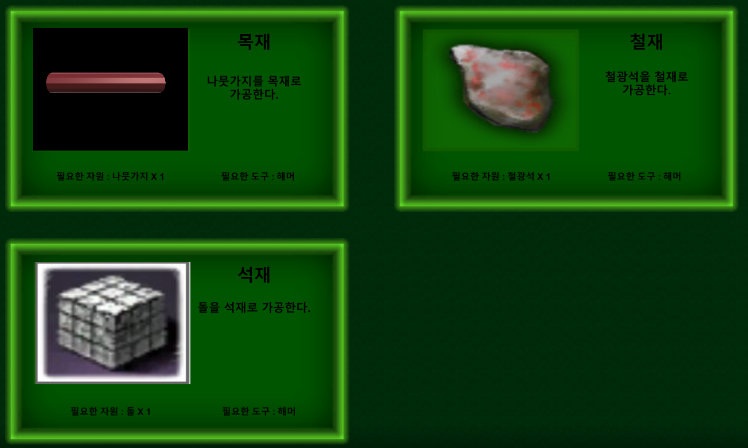 목재
나뭇가지를 목재로
가공한다.
필요한 자원 : 나뭇가지 X 1
필요한 도구 : 해머
철재
철광석을 철재로
가공한다.
필요한 자원 : 철광석 X 1
필요한 도구 : 해머
석재
돌을 석재로 가공한다.
필요한 자원 : 돌 X 1
필요한 도구 : 해머